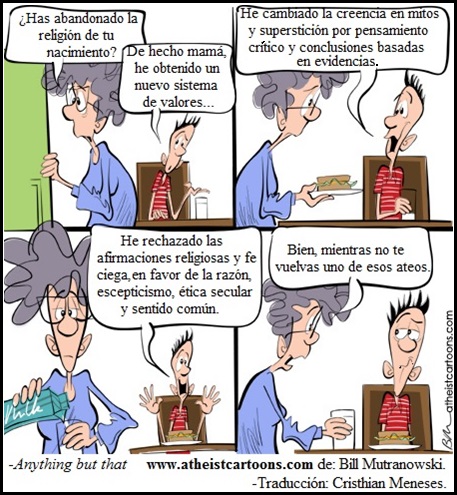 ¿Has abandonado la
religión de tu
nacimiento?
De hecho mamá,
he obtenido un
nuevo sistema
de valores...
He cambiado la creencia en mitos
y superstición por pensamiento
crítico y conclusiones basadas
en evidencias.
He rechazado las
afirmaciones religiosas y fe
ciega, en favor de la razón,
escepticismo, ética secular
y sentido común.
Milk
Bien, mientras no te
vuelvas uno de esos ateos.
atheistcartoons.com
-Anything but that www.atheistcartoons.com de: Bill Mutranowski.
-Traducción: Cristhian Meneses.